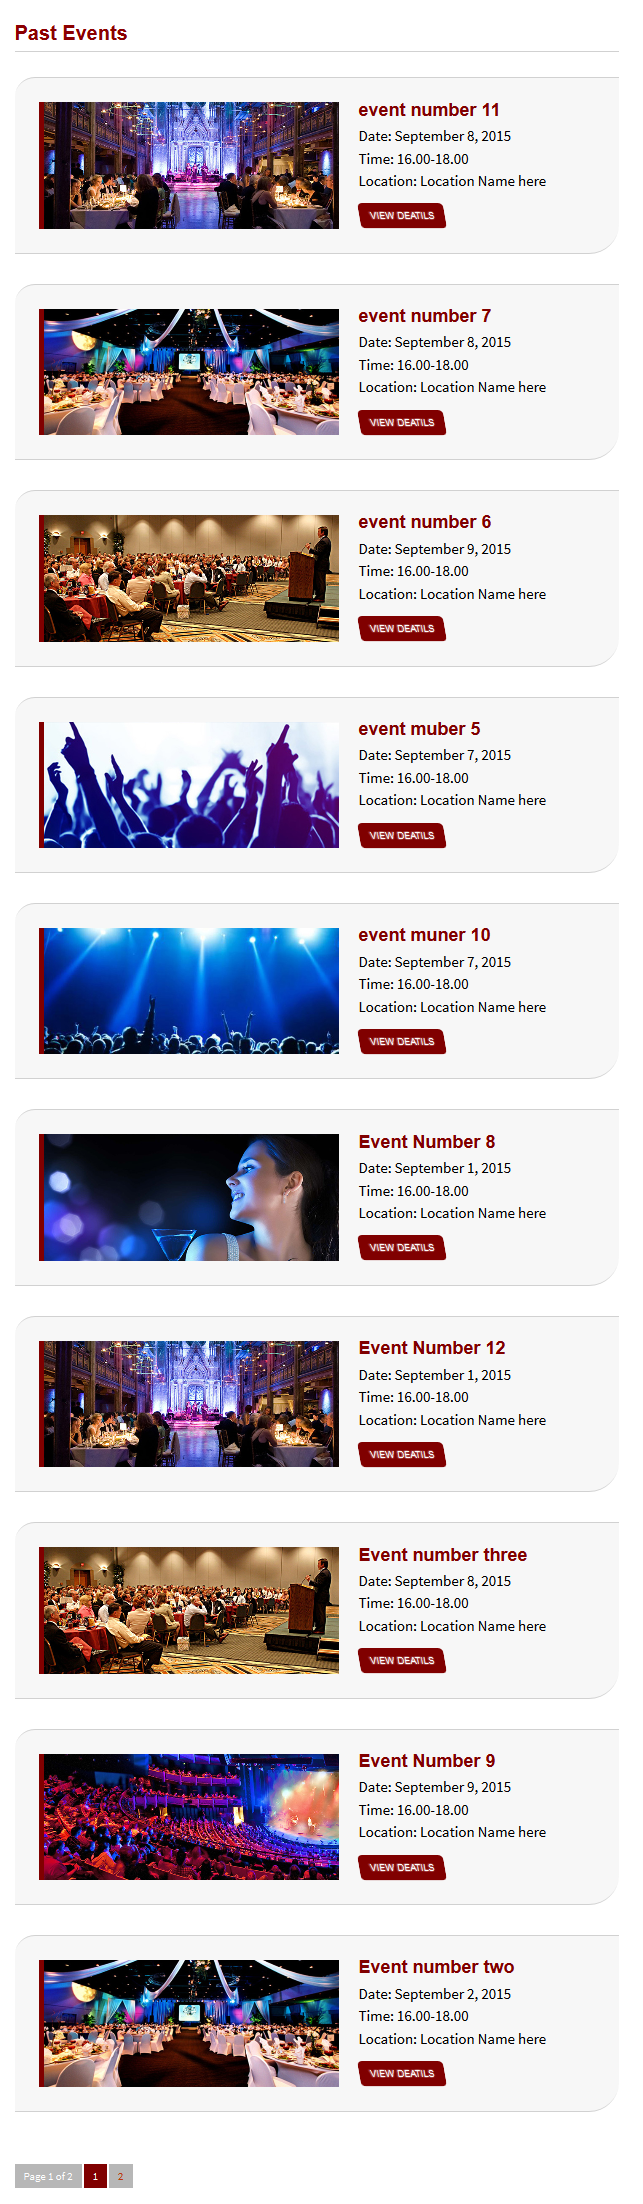 Past Events
event number 11
Date: September 8, 2015
Time: 16.00-18.00
Location: Location Name here
VIEW DEATILS
event number 7
Date: September 8, 2015
Time: 16.00-18.00
Location: Location Name here
VIEW DEATILS
event number 6
Date: September 9, 2015
Time: 16.00-18.00
Location: Location Name here
VIEW DEATILS
event muber 5
Date: September 7, 2015
Time: 16.00-18.00
Location: Location Name here
VIEW DEATILS
event muner 10
Date: September 7, 2015
Time: 16.00-18.00
Location: Location Name here
VIEW DEATILS
Event Number 8
Date: September 1, 2015
Time: 16.00-18.00
Location: Location Name here
VIEW DEATILS
Event Number 12
Date: September 1, 2015
Time: 16.00-18.00
Location: Location Name here
VIEW DEATILS
Event number three
Date: September 8, 2015
Time: 16.00-18.00
Location: Location Name here
VIEW DEATILS
Event Number 9
Date: September 9, 2015
Time: 16.00-18.00
Location: Location Name here
VIEW DEATILS
Event number two
Date: September 2, 2015
Time: 16.00-18.00
Location: Location Name here
VIEW DEATILS
Page 1 of 2 1 2